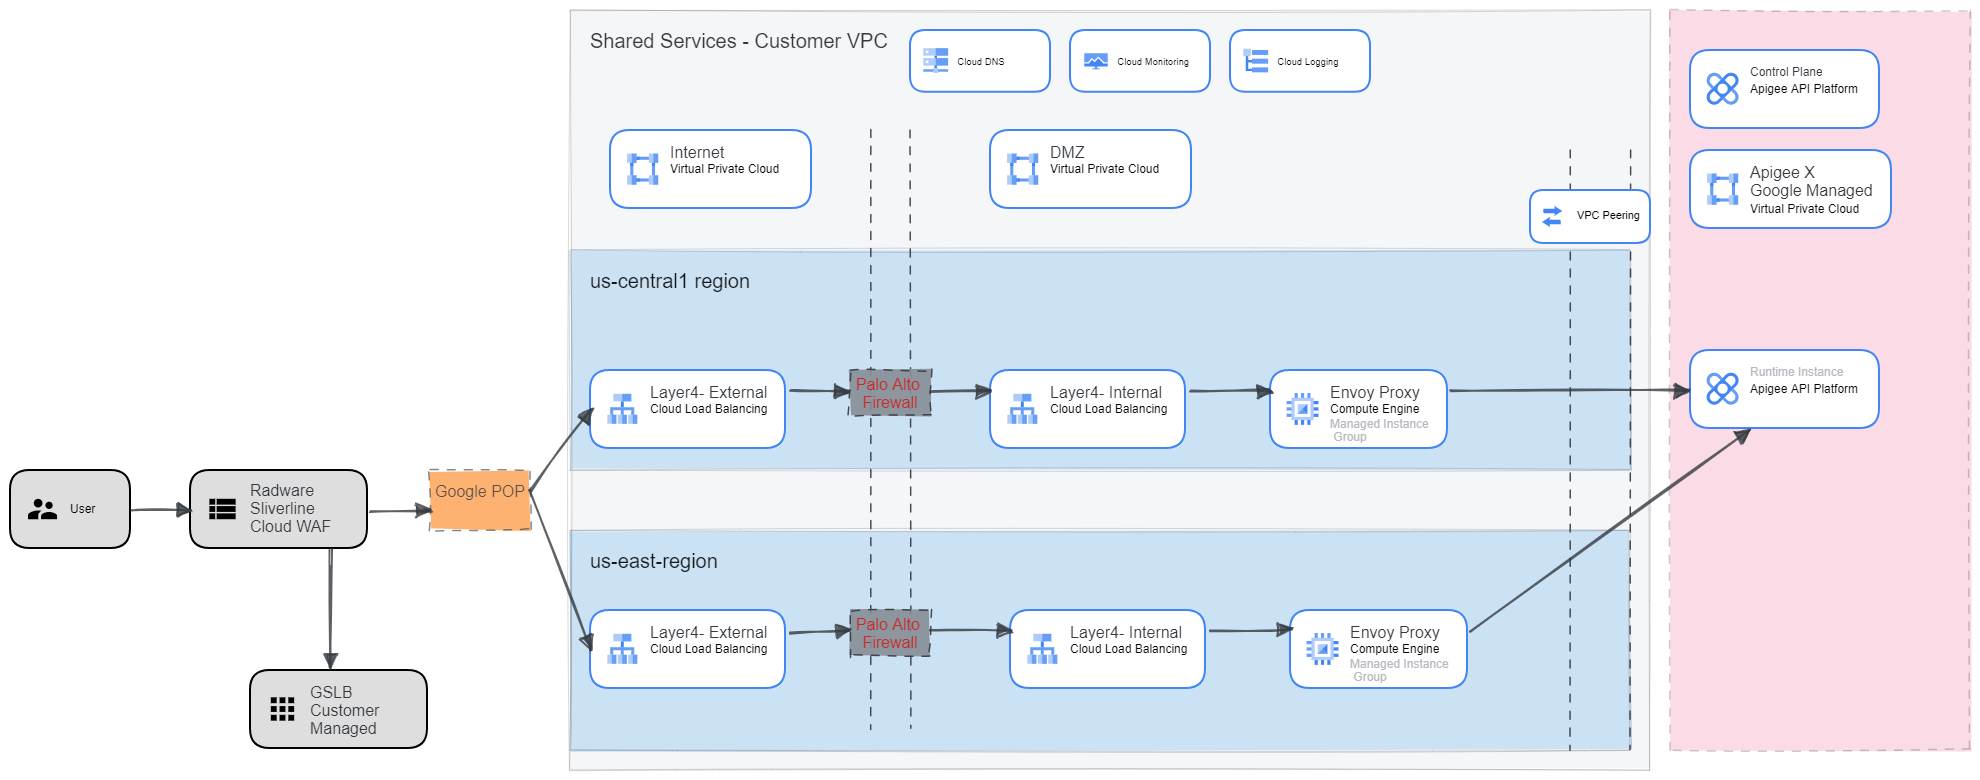 Shared Services - Customer VPC
Cloud DNS
Cloud Monitoring
Cloud Logging
Control Plane
Apigee API Platform
Internet
Virtual Private Cloud
DMZ
Virtual Private Cloud
Apigee X
Google Managed
Virtual Private Cloud
VPC Peering
us-central1 region
Layer4- External
Cloud Load Balancing
Palo Alto
Firewall
Layer4- Internal
Cloud Load Balancing
Envoy Proxy
Compute Engine
Managed Instance
Group
Runtime Instance
Apigee API Platform
User
Radware
Sliverline
Cloud WAF
Google POP
us-east-region
Layer4- External
Cloud Load Balancing
Palo Alto
Firewall
Layer4- Internal
Cloud Load Balancing
Envoy Proxy
Compute Engine
Managed Instance
Group
GSLB
Customer
Managed